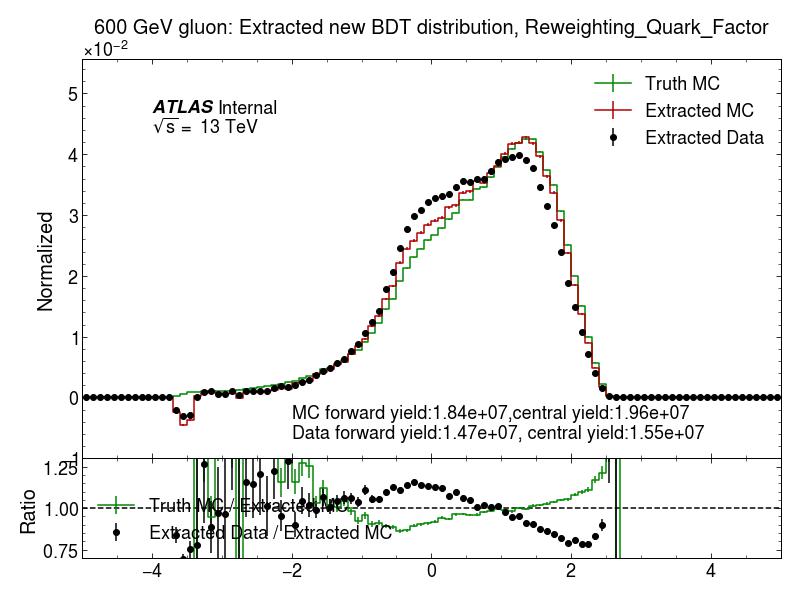 600 GeV gluon: Extracted new BDT distribution, Reweighting_Quark_Factor
×10⁻²
ATLAS Internal
√s = 13 TeV
Truth MC
Extracted MC
Extracted Data
5
4
3
2
1
0
Normalized
MC forward yield:1.84e+07,central yield:1.96e+07
Data forward yield:1.47e+07, central yield:1.55e+07
1
1.25
1.00
0.75
Ratio
Truth MC / Extracted MC
Extracted Data / Extracted MC
−4 −2 0 2 4